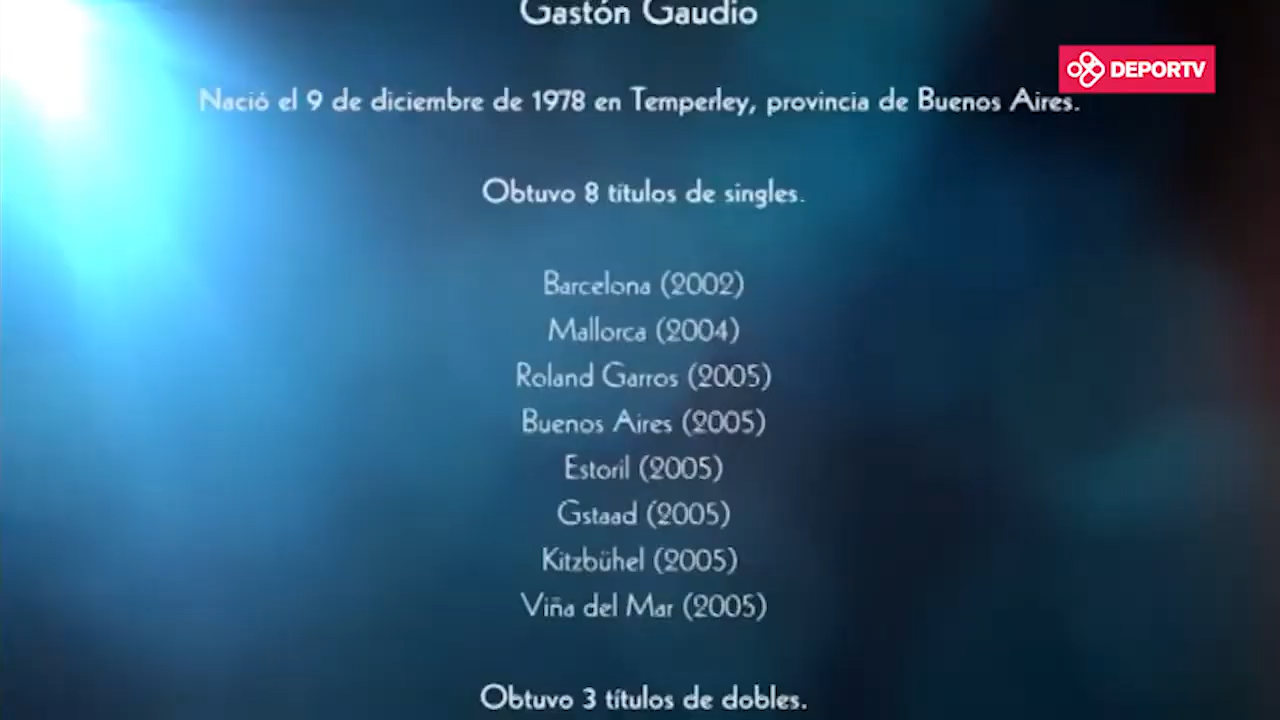 Gastón Gaudio
DEPORTV
Nació el 9 de diciembre de 1978 en Temperley, provincia de Buenos Aires.
Obtuvo 8 títulos de singles.
Barcelona (2002)
Mallorca (2004)
Roland Garros (2005)
Buenos Aires (2005)
Estoril (2005)
Gstaad (2005)
Kitzbühel (2005)
Viña del Mar (2005)
Obtuvo 3 títulos de dobles.